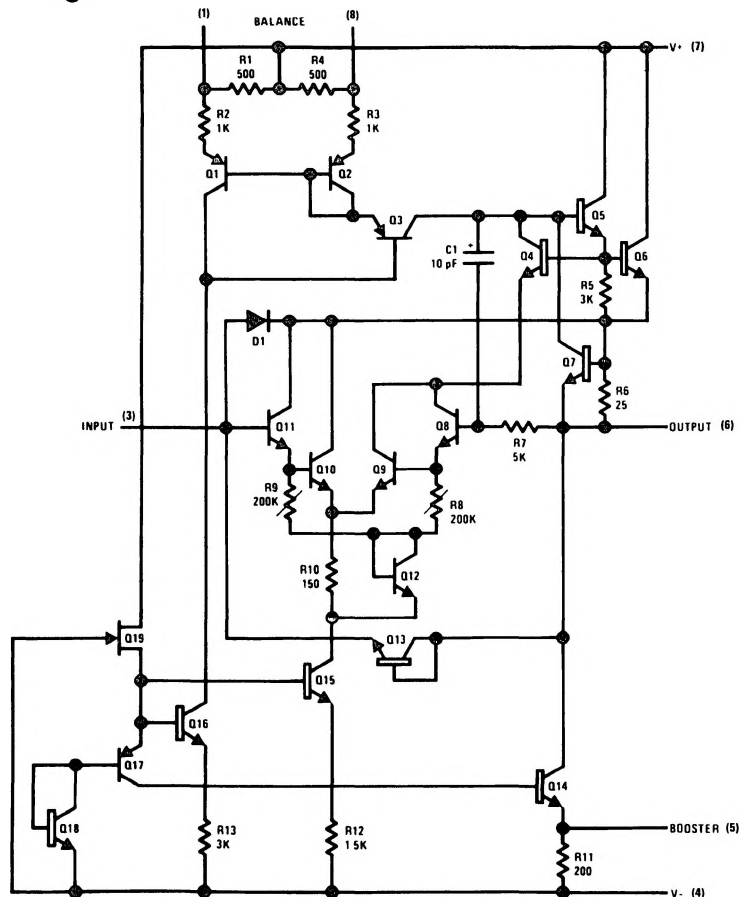 (1)
BALANCE
(8)
V+ (7)
R1
500
R4
500
R2
1K
R3
1K
Q1
Q2
Q3
Q5
C1
+
10 pF
Q4
Q6
R5
3K
D1
Q7
R6
25
INPUT (3)
Q11
Q8
OUTPUT (6)
R7
5K
Q10
Q9
R9
200K
R8
200K
R10
150
Q12
Q19
Q13
Q15
Q16
Q17
Q14
Q18
BOOSTER (5)
R13
3K
R12
1 5K
R11
200
V- (4)